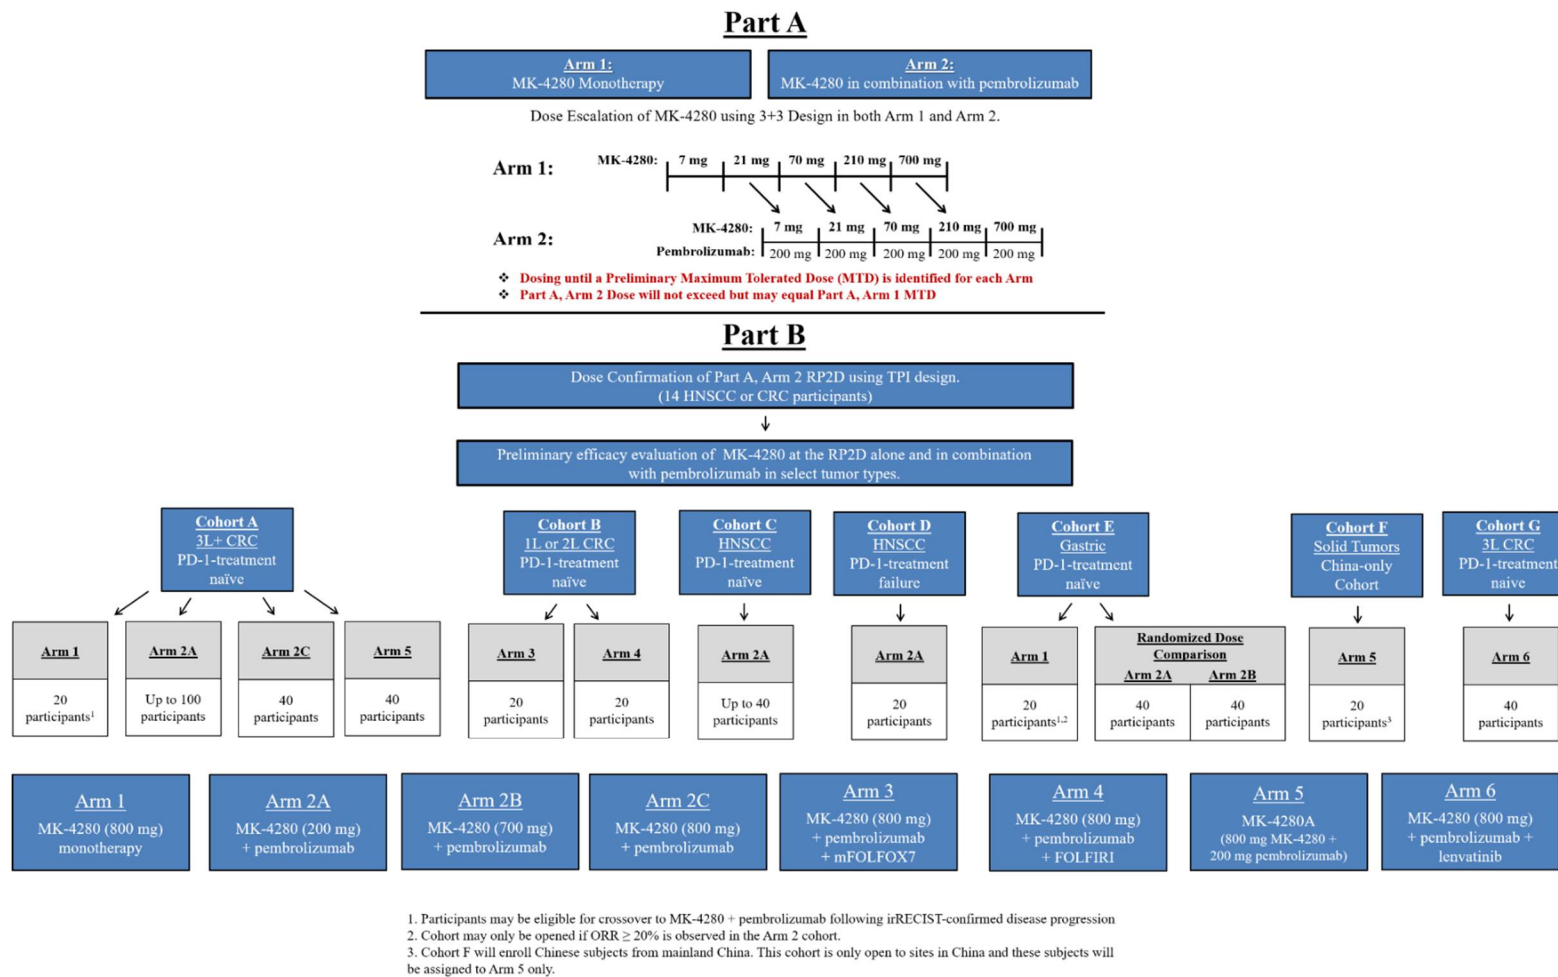 Part A
Arm 1:
MK-4280 Monotherapy
Arm 2:
MK-4280 in combination with pembrolizumab
Dose Escalation of MK-4280 using 3+3 Design in both Arm 1 and Arm 2.
Arm 1:
MK-4280: 7 mg 21 mg 70 mg 210 mg 700 mg
Arm 2:
MK-4280: 7 mg 21 mg 70 mg 210 mg 700 mg
Pembrolizumab: 200 mg 200 mg 200 mg 200 mg 200 mg
❖ Dosing until a Preliminary Maximum Tolerated Dose (MTD) is identified for each Arm
❖ Part A, Arm 2 Dose will not exceed but may equal Part A, Arm 1 MTD
Part B
Dose Confirmation of Part A, Arm 2 RP2D using TPI design.
(14 HNSCC or CRC participants)
Preliminary efficacy evaluation of MK-4280 at the RP2D alone and in combination
with pembrolizumab in select tumor types.
Cohort A
3L+ CRC
PD-1-treatment
naïve
Cohort B
1L or 2L CRC
PD-1-treatment
naïve
Cohort C
HNSCC
PD-1-treatment
naïve
Cohort D
HNSCC
PD-1-treatment
failure
Cohort E
Gastric
PD-1-treatment
naïve
Cohort F
Solid Tumors
China-only
Cohort
Cohort G
3L CRC
PD-1-treatment
naive
Arm 1
20
participants1
Arm 2A
Up to 100
participants
Arm 2C
40
participants
Arm 5
40
participants
Arm 3
20
participants
Arm 4
20
participants
Arm 2A
Up to 40
participants
Arm 2A
20
participants
Arm 1
20
participants1,2
Randomized Dose
Comparison
Arm 2A Arm 2B
40 40
participants participants
Arm 5
20
participants3
Arm 6
40
participants
Arm 1
MK-4280 (800 mg)
monotherapy
Arm 2A
MK-4280 (200 mg)
+ pembrolizumab
Arm 2B
MK-4280 (700 mg)
+ pembrolizumab
Arm 2C
MK-4280 (800 mg)
+ pembrolizumab
Arm 3
MK-4280 (800 mg)
+ pembrolizumab
+ mFOLFOX7
Arm 4
MK-4280 (800 mg)
+ pembrolizumab
+ FOLFIRI
Arm 5
MK-4280A
(800 mg MK-4280 +
200 mg pembrolizumab)
Arm 6
MK-4280 (800 mg)
+ pembrolizumab +
lenvatinib
1. Participants may be eligible for crossover to MK-4280 + pembrolizumab following irRECIST-confirmed disease progression
2. Cohort may only be opened if ORR ≥ 20% is observed in the Arm 2 cohort.
3. Cohort F will enroll Chinese subjects from mainland China. This cohort is only open to sites in China and these subjects will
be assigned to Arm 5 only.